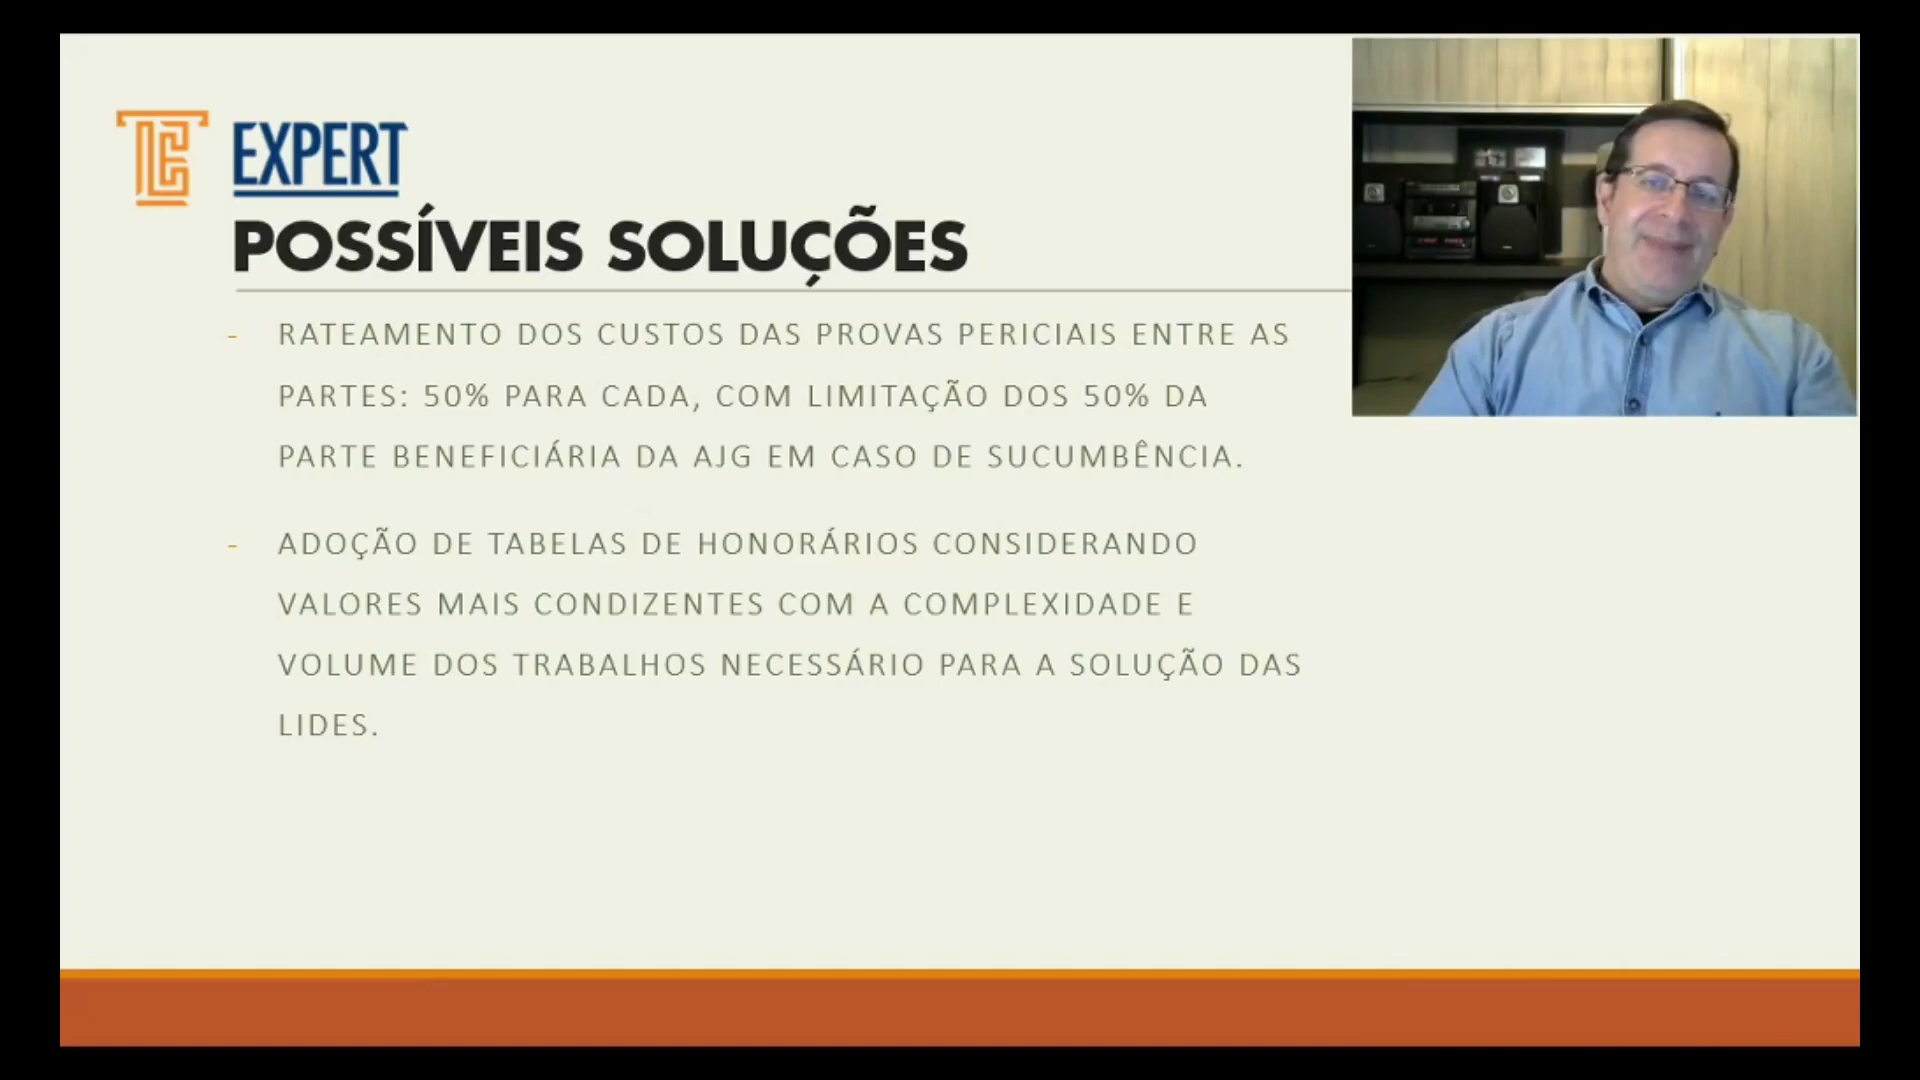 EXPERT
POSSÍVEIS SOLUÇÕES
- RATEAMENTO DOS CUSTOS DAS PROVAS PERICIAIS ENTRE AS
PARTES: 50% PARA CADA, COM LIMITAÇÃO DOS 50% DA
PARTE BENEFICIÁRIA DA AJG EM CASO DE SUCUMBÊNCIA.
- ADOÇÃO DE TABELAS DE HONORÁRIOS CONSIDERANDO
VALORES MAIS CONDIZENTES COM A COMPLEXIDADE E
VOLUME DOS TRABALHOS NECESSÁRIO PARA A SOLUÇÃO DAS
LIDES.